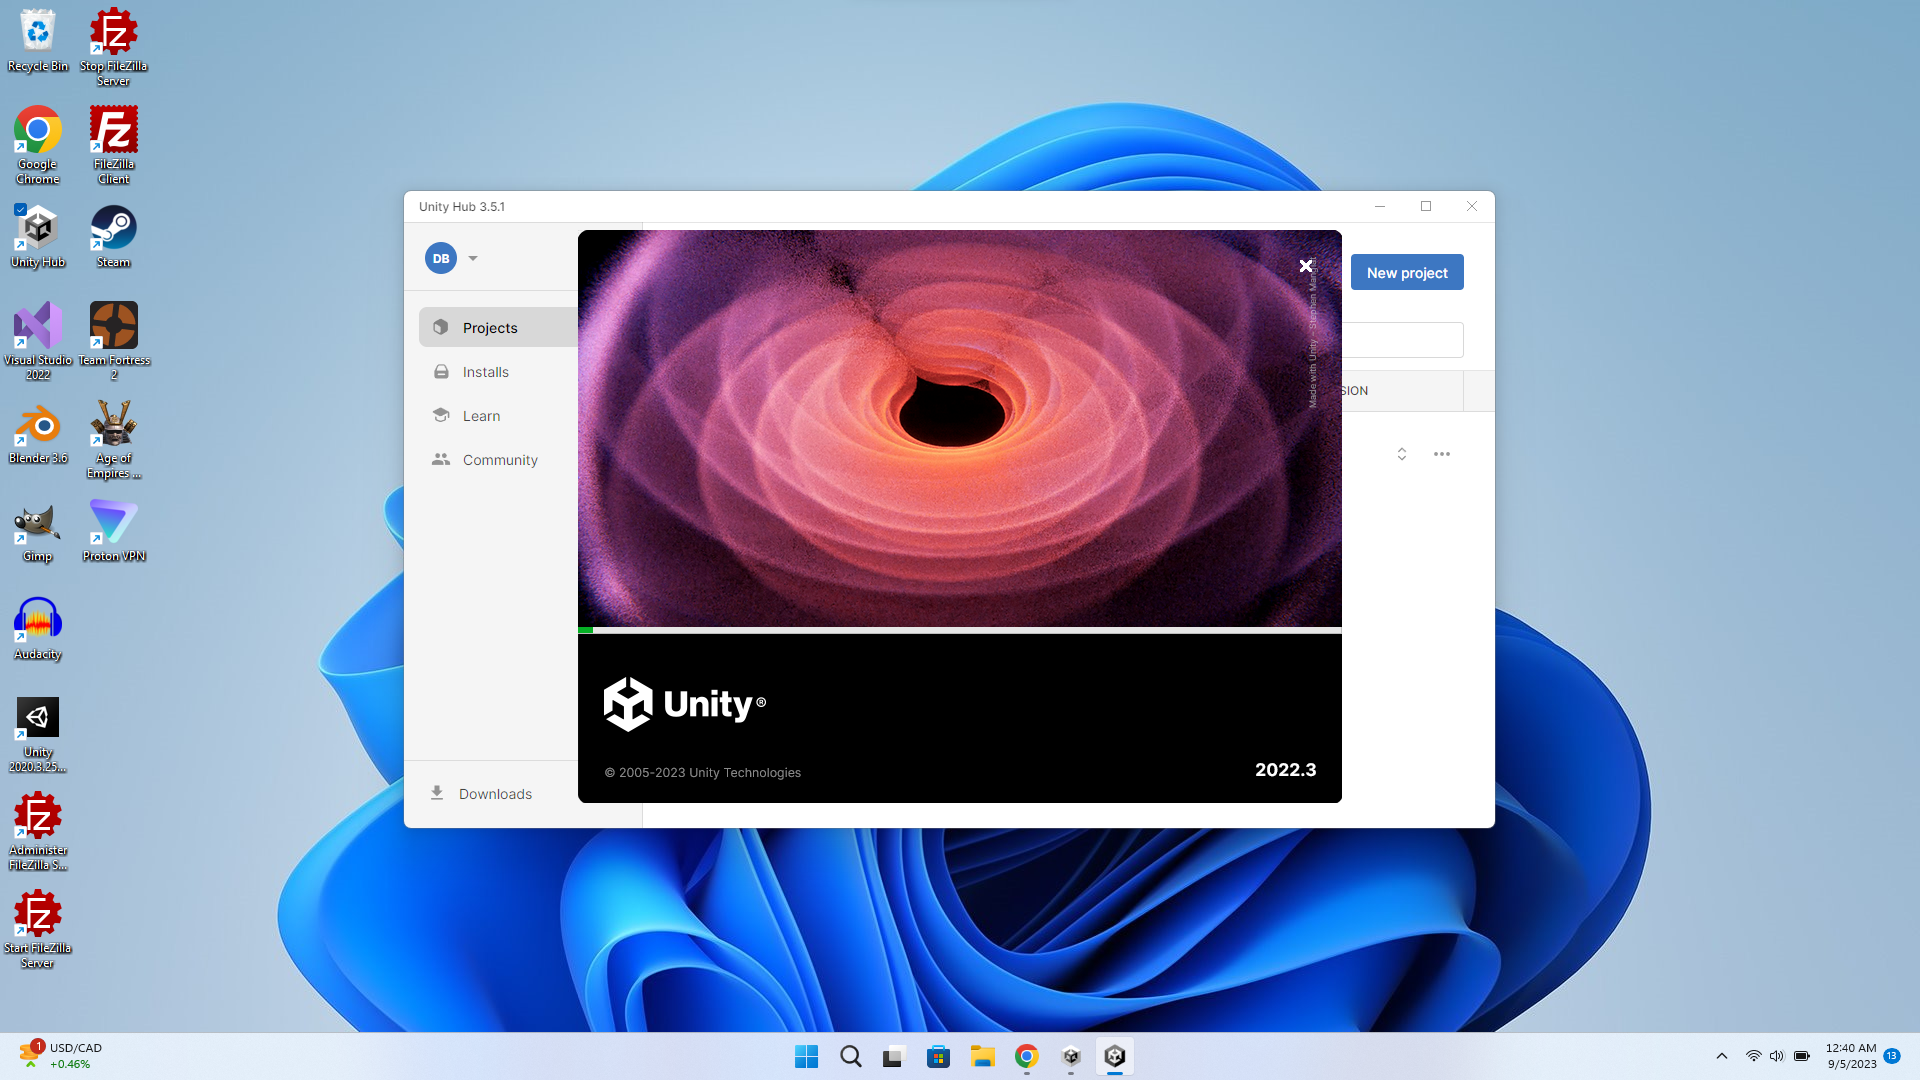 Recycle Bin
Stop FileZilla
Server
Google
Chrome
FileZilla
Client
Unity Hub
Steam
Visual Studio
2022
Team Fortress
2
Blender 3.6
Age of
Empires ...
Gimp
Proton VPN
Audacity
Unity
2020.3.25...
Administer
FileZilla S...
Start FileZilla
Server
Unity Hub 3.5.1
DB
Projects
Installs
Learn
Community
Downloads
New project
SION
Made with Unity – Stephen
Unity®
© 2005-2023 Unity Technologies
2022.3
1
USD/CAD
+0.46%
12:40 AM
9/5/2023
13